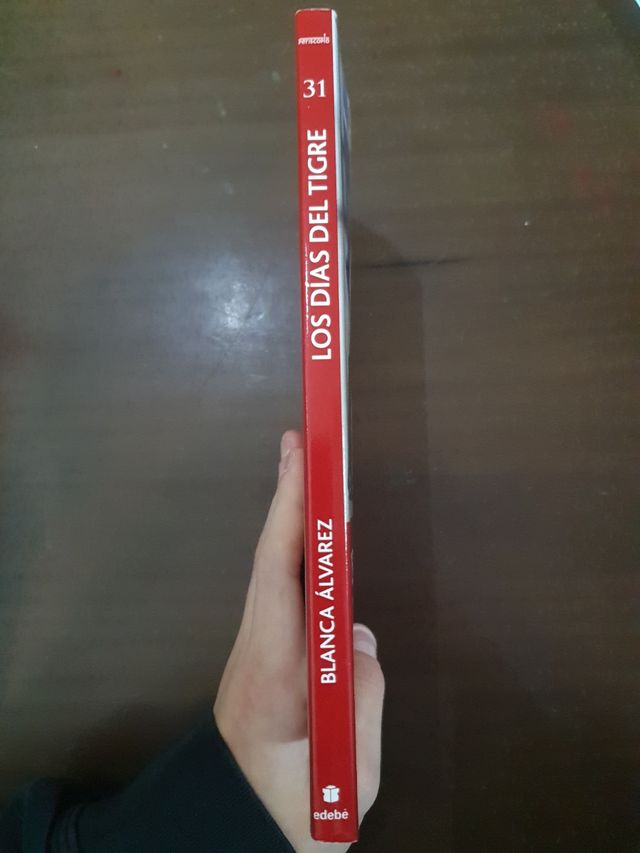 PERISCOPIO
31
LOS DÍAS DEL TIGRE
BLANCA ÁLVAREZ
edebé